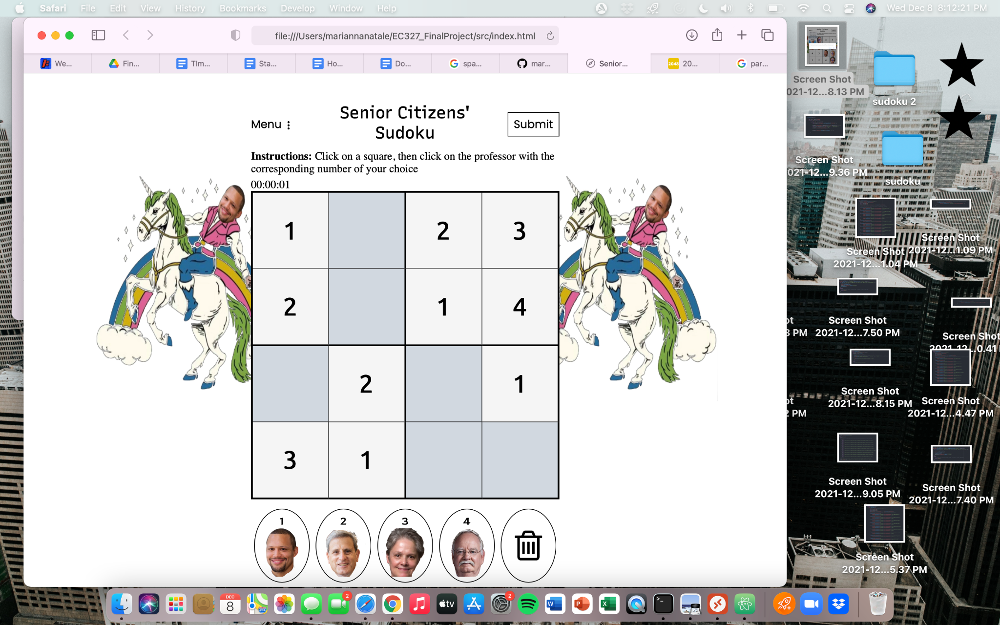 Safari File Edit View History Bookmarks Develop Window Help Wed Dec 8 8:12:21 PM
file:///Users/mariannanatale/EC327_FinalProject/src/index.html
We... Fin... TIm... Sta... Ho... Do... spa... mar... Senior... 2048 20... par...
Menu
Senior Citizens'
Sudoku
Submit
Instructions: Click on a square, then click on the professor with the
corresponding number of your choice
00:00:01
1 2 3
2 1 4
2 1
3 1
1 2 3 4
Screen Shot
021-12...8.13 PM
sudoku 2
Screen Shot
021-12...9.36 PM
sudoku
Screen Shot
2021-12...1.09 PM
Screen Shot
2021-12...1.04 PM
Screen Shot
2021-12...7.50 PM
Screen Shot
2021-12...0.41
Screen Shot
2021-12...8.15 PM
Screen Shot
2021-12...4.47 PM
Screen Shot
2021-12...9.05 PM
Screen Shot
2021-12...7.40 PM
Screen Shot
2021-12...5.37 PM
DEC
8
2
tv
2